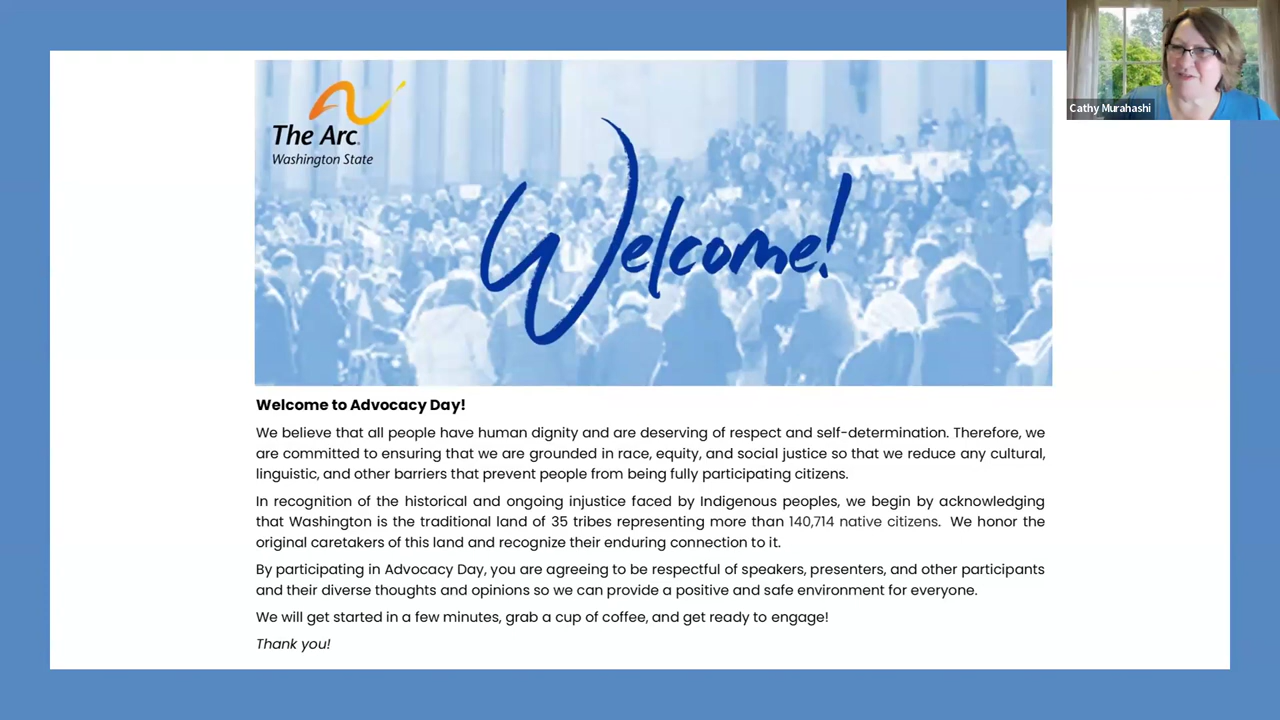 The Arc
Washington State
Welcome!
Cathy Murahashi
Welcome to Advocacy Day!
We believe that all people have human dignity and are deserving of respect and self-determination. Therefore, we
are committed to ensuring that we are grounded in race, equity, and social justice so that we reduce any cultural,
linguistic, and other barriers that prevent people from being fully participating citizens.
In recognition of the historical and ongoing injustice faced by Indigenous peoples, we begin by acknowledging
that Washington is the traditional land of 35 tribes representing more than 140,714 native citizens. We honor the
original caretakers of this land and recognize their enduring connection to it.
By participating in Advocacy Day, you are agreeing to be respectful of speakers, presenters, and other participants
and their diverse thoughts and opinions so we can provide a positive and safe environment for everyone.
We will get started in a few minutes, grab a cup of coffee, and get ready to engage!
Thank you!